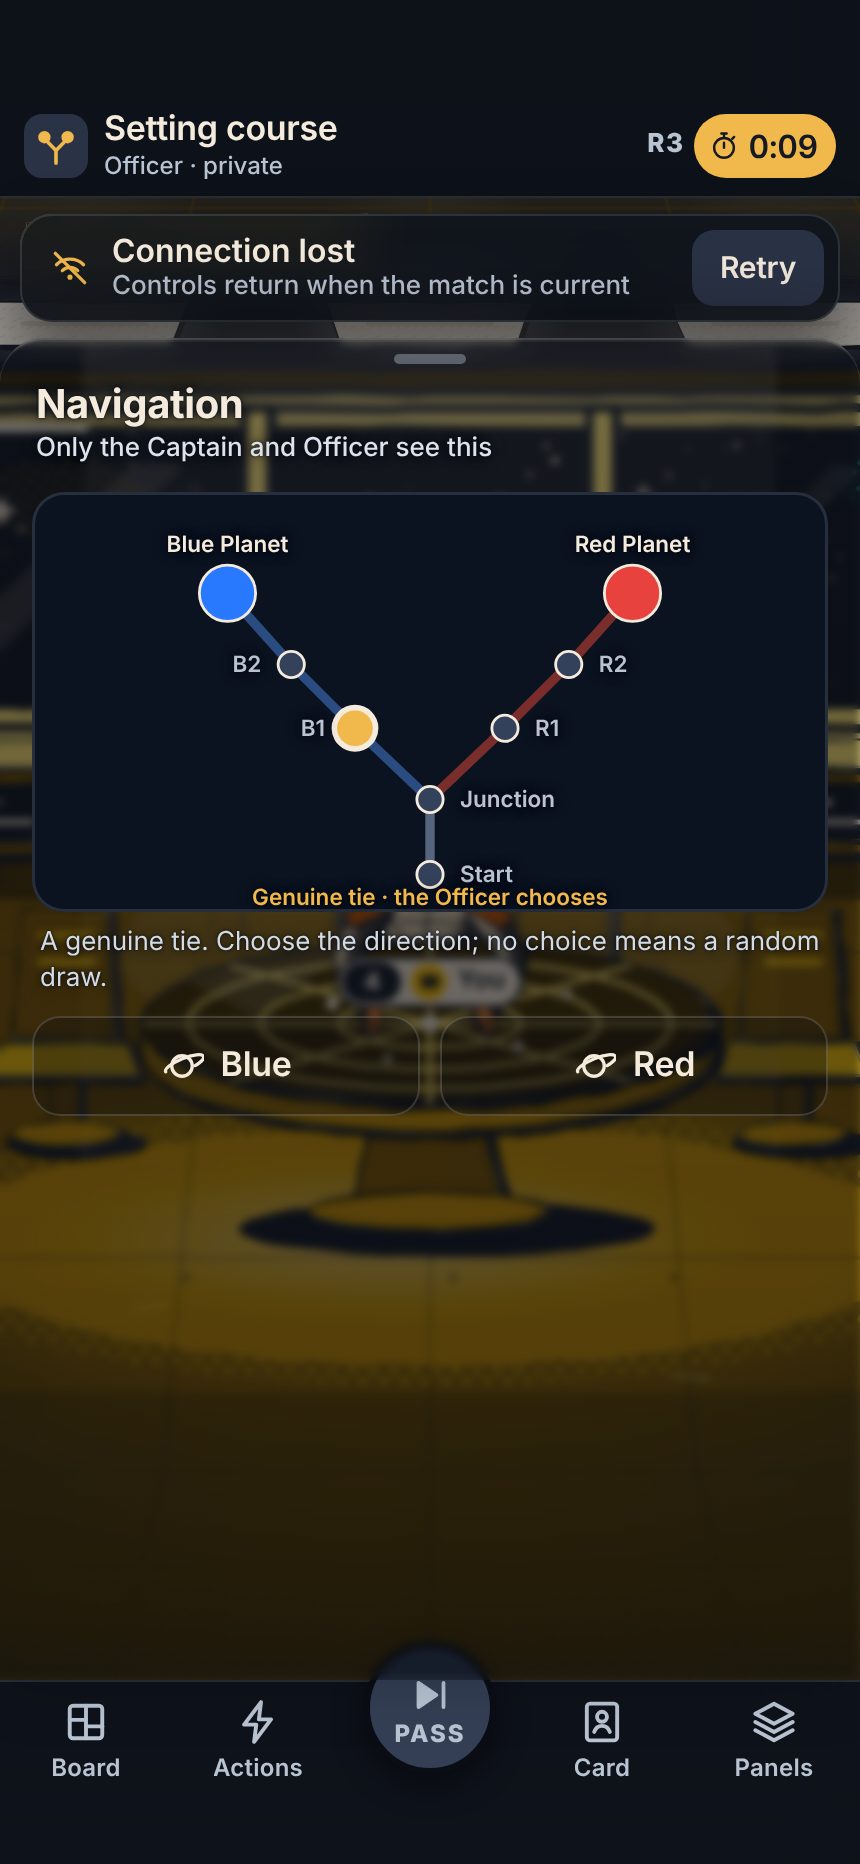 Setting course
Officer · private
R3
0:09
Connection lost
Controls return when the match is current
Retry
Navigation
Only the Captain and Officer see this
Blue Planet
Red Planet
B2
R2
B1
R1
Junction
Start
Genuine tie · the Officer chooses
A genuine tie. Choose the direction; no choice means a random
draw.
4
You
Blue
Red
PASS
Board
Actions
Card
Panels